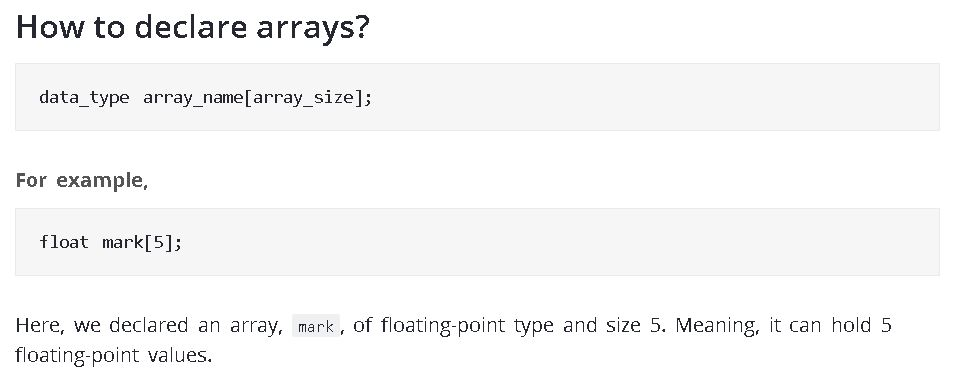 How to declare arrays?
data_type array_name[array_size];
For example,
float mark[5];
Here, we declared an array, mark , of floating-point type and size 5. Meaning, it can hold 5
floating-point values.